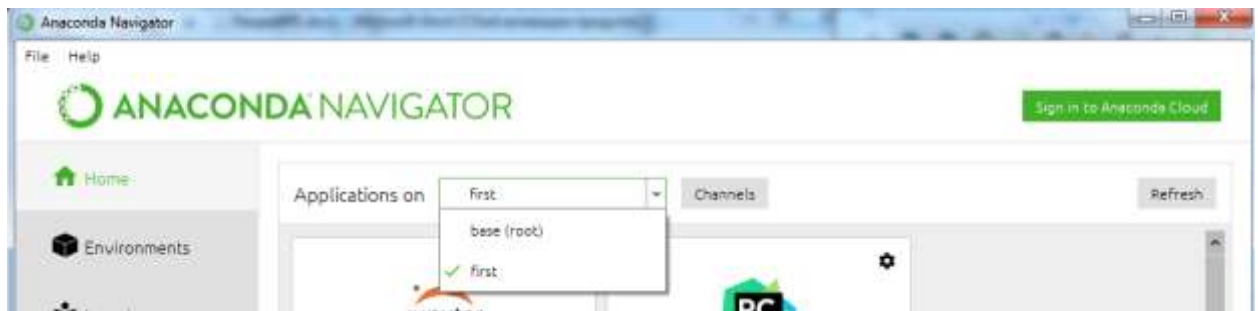 Anaconda Navigator
File Help
ANACONDA NAVIGATOR
Sign in to Anaconda Cloud
Home
Applications on first Channels Refresh
base (root)
Environments
first
PC